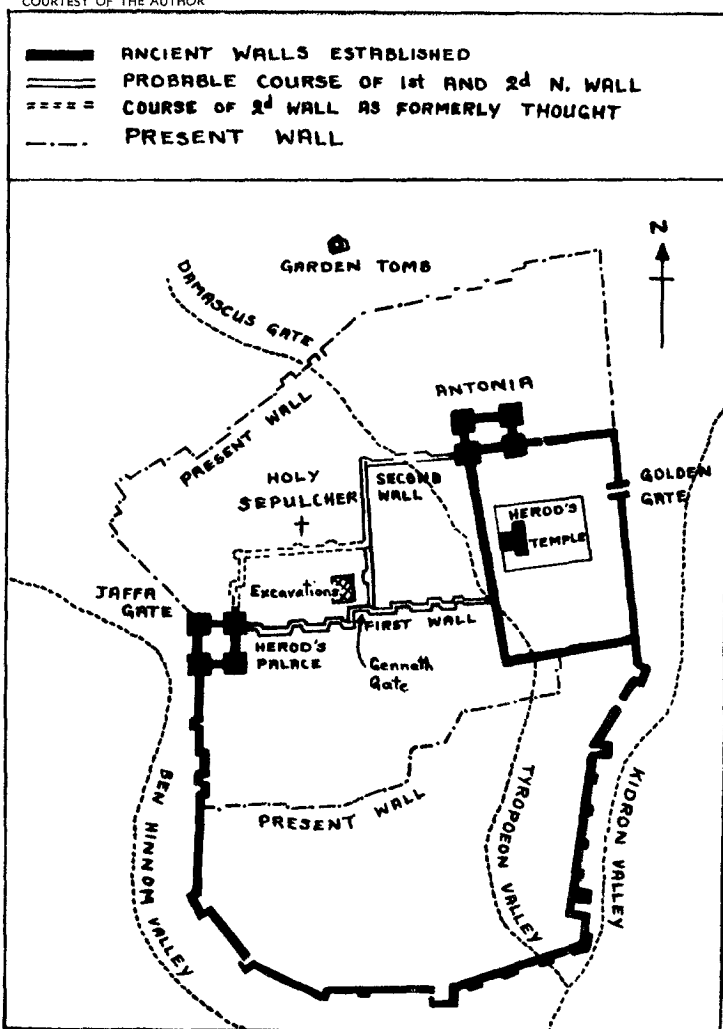 COURTESY OF THE AUTHOR
ANCIENT WALLS ESTABLISHED
PROBABLE COURSE OF 1st AND 2d N. WALL
COURSE OF 2d WALL AS FORMERLY THOUGHT
PRESENT WALL
N
GARDEN TOMB
DAMASCUS GATE
ANTONIA
PRESENT WALL
HOLY
SEPULCHER
SECOND
WALL
GOLDEN
GATE
HEROD'S
TEMPLE
JAFFA
GATE
Excavations
FIRST WALL
HEROD'S
PALACE
Gennath
Gate
BEN HINNOM VALLEY
PRESENT WALL
TYROPOEON VALLEY
KIDRON VALLEY